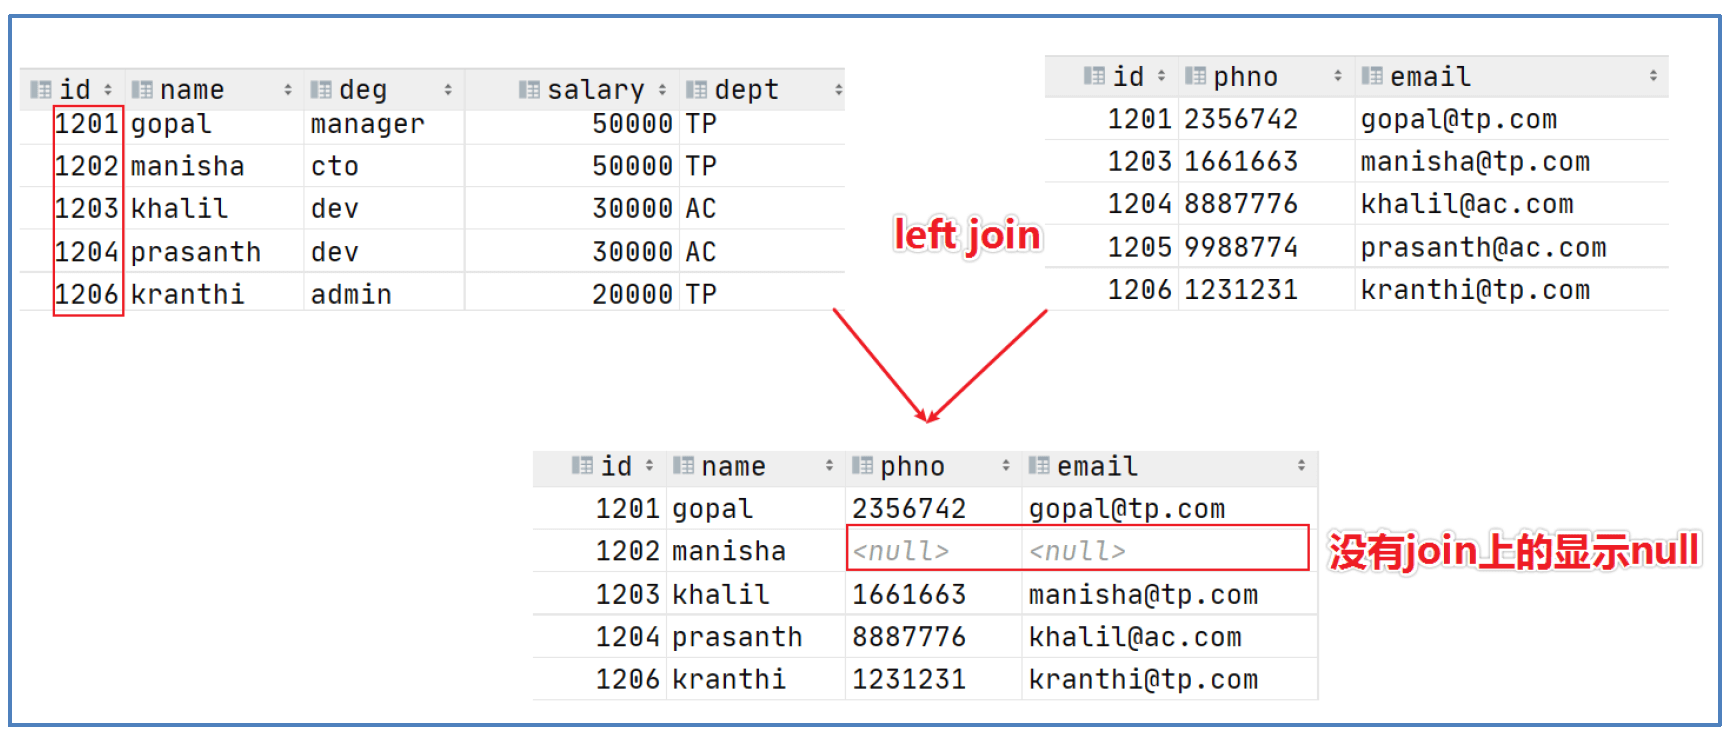 id name deg salary dept
1201 gopal manager 50000 TP
1202 manisha cto 50000 TP
1203 khalil dev 30000 AC
1204 prasanth dev 30000 AC
1206 kranthi admin 20000 TP
left join
id phno email
1201 2356742 gopal@tp.com
1203 1661663 manisha@tp.com
1204 8887776 khalil@ac.com
1205 9988774 prasanth@ac.com
1206 1231231 kranthi@tp.com
id name phno email
1201 gopal 2356742 gopal@tp.com
1202 manisha <null> <null>
1203 khalil 1661663 manisha@tp.com
1204 prasanth 8887776 khalil@ac.com
1206 kranthi 1231231 kranthi@tp.com
没有join上的显示null